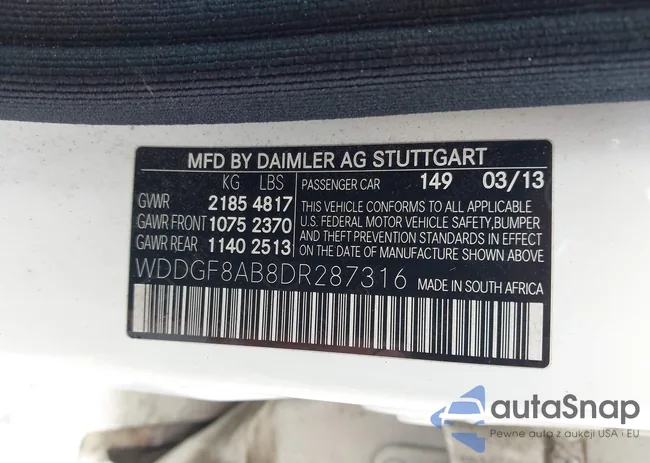 MFD BY DAIMLER AG STUTTGART
KG LBS
GVWR 2185 4817
GAWR FRONT 1075 2370
GAWR REAR 1140 2513
PASSENGER CAR 149 03/13
THIS VEHICLE CONFORMS TO ALL APPLICABLE
U.S. FEDERAL MOTOR VEHICLE SAFETY, BUMPER
AND THEFT PREVENTION STANDARDS IN EFFECT
ON THE DATE OF MANUFACTURE SHOWN ABOVE.
WDDGF8AB8DR287316
MADE IN SOUTH AFRICA
autaSnap
Pewne auta z aukcji USA i EU